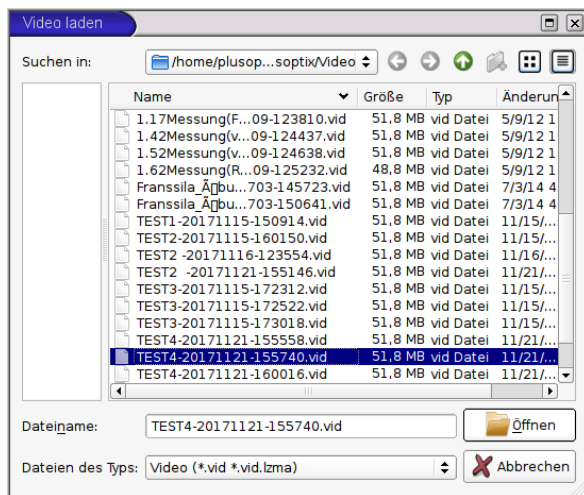 Video laden
Suchen in: /home/plusop...soptix/Video
Name Größe Typ Änderun
1.17Messung(F...09-123810.vid 51,8 MB vid Datei 5/9/12 1
1.42Messung(v...09-124437.vid 51,8 MB vid Datei 5/9/12 1
1.52Messung(v...09-124638.vid 51,8 MB vid Datei 5/9/12 1
1.62Messung(R...09-125232.vid 48,8 MB vid Datei 5/9/12 1
Franssila_Ã▯bu...703-145723.vid 51,8 MB vid Datei 7/3/14 4
Franssila_Ã▯bu...703-150641.vid 51,8 MB vid Datei 7/3/14 4
TEST1-20171115-150914.vid 51,8 MB vid Datei 11/15/...
TEST2-20171115-160150.vid 51,8 MB vid Datei 11/15/...
TEST2 -20171116-123554.vid 51,8 MB vid Datei 11/16/...
TEST2  -20171121-155146.vid 51,8 MB vid Datei 11/21/...
TEST3-20171115-172312.vid 51,8 MB vid Datei 11/15/...
TEST3-20171115-172522.vid 51,8 MB vid Datei 11/15/...
TEST3-20171115-173018.vid 51,8 MB vid Datei 11/15/...
TEST4-20171121-155558.vid 51,8 MB vid Datei 11/21/...
TEST4-20171121-155740.vid 51,8 MB vid Datei 11/21/...
TEST4-20171121-160016.vid 51,8 MB vid Datei 11/21/...
Dateiname: TEST4-20171121-155740.vid Öffnen
Dateien des Typs: Video (*.vid *.vid.lzma) Abbrechen